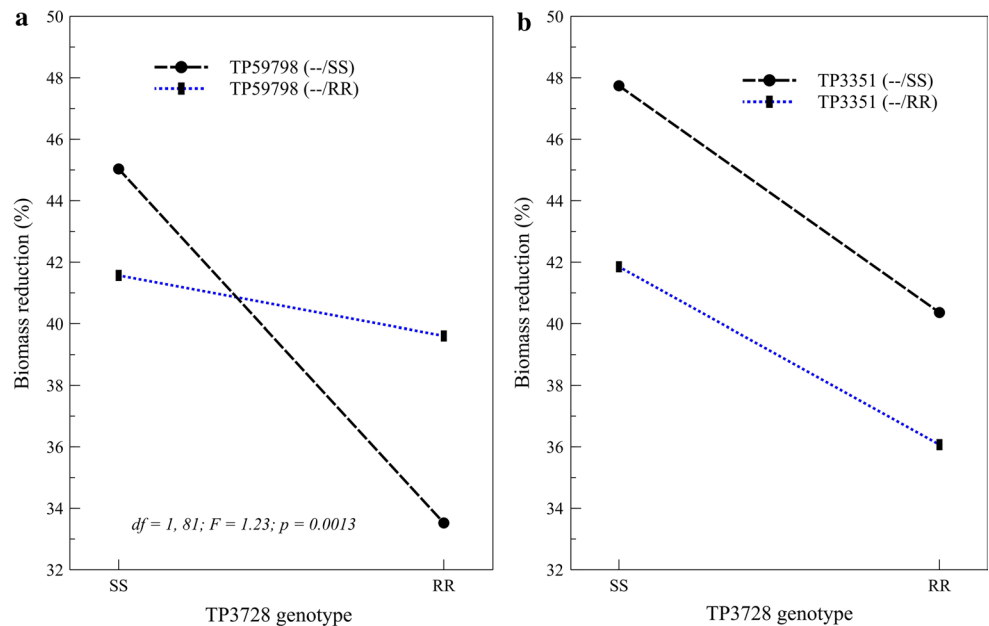 a
50
48
46
44
42
40
38
36
34
32
Biomass reduction (%)
TP59798 (--/SS)
TP59798 (--/RR)
df = 1, 81; F = 1.23; p = 0.0013
SS
RR
TP3728 genotype
b
50
48
46
44
42
40
38
36
34
32
Biomass reduction (%)
TP3351 (--/SS)
TP3351 (--/RR)
SS
RR
TP3728 genotype